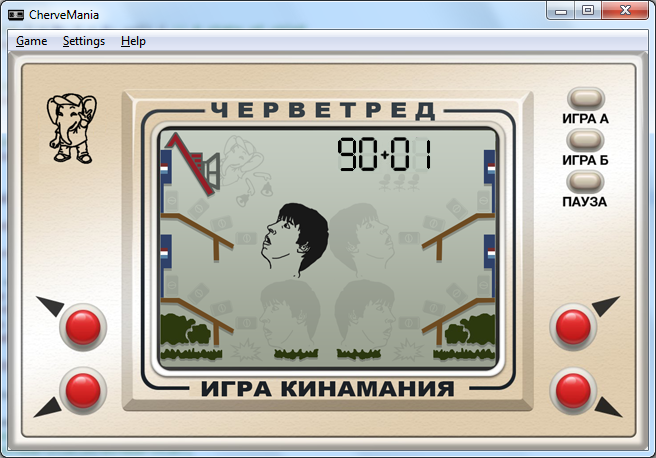 CherveMania
Game Settings Help
ЧЕРВЕТРЕД
ИГРА А
ИГРА Б
ПАУЗА
90+01
ИГРА КИНАМАНИЯ